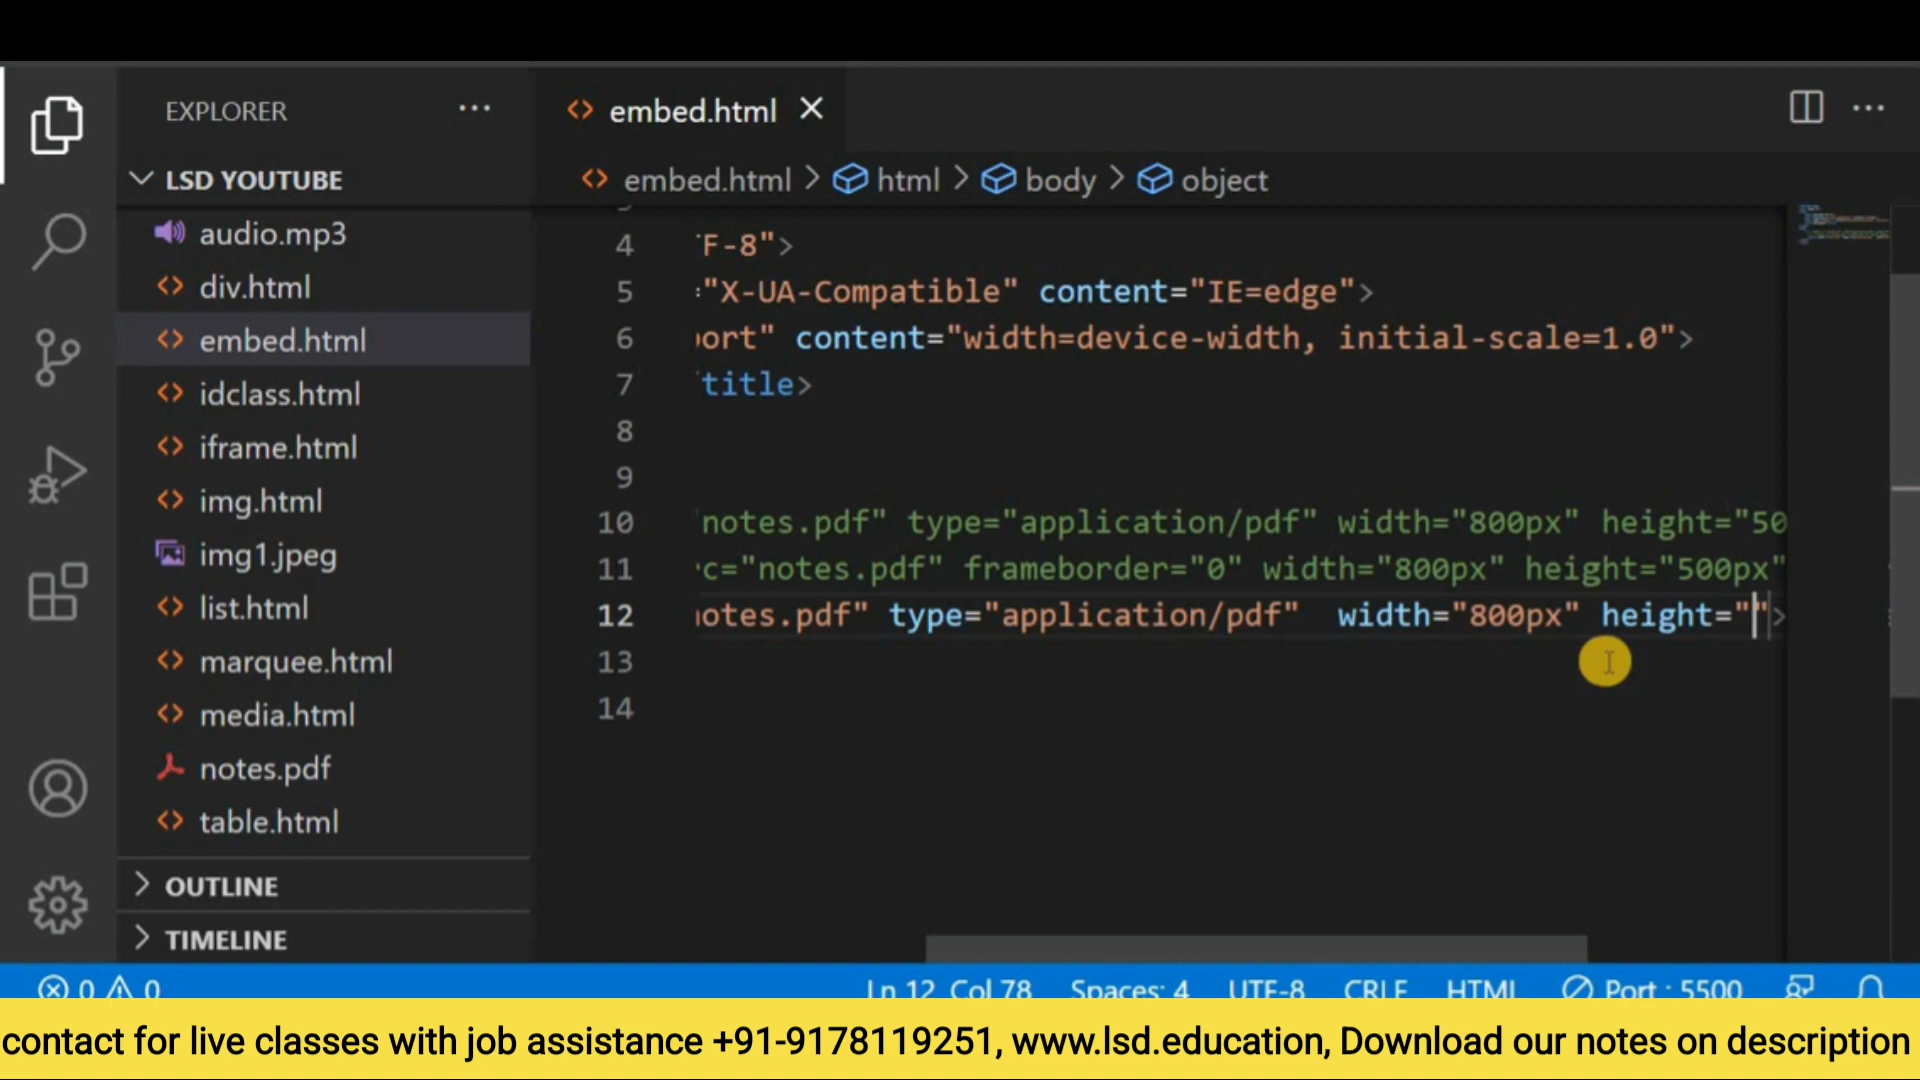 EXPLORER
LSD YOUTUBE
audio.mp3
div.html
embed.html
idclass.html
iframe.html
img.html
img1.jpeg
list.html
marquee.html
media.html
notes.pdf
table.html
OUTLINE
TIMELINE
embed.html
embed.html > html > body > object
4 F-8">
5 ="X-UA-Compatible" content="IE=edge">
6 port" content="width=device-width, initial-scale=1.0">
7 title>
8
9
10 notes.pdf" type="application/pdf" width="800px" height="50
11 c="notes.pdf" frameborder="0" width="800px" height="500px"
12 notes.pdf" type="application/pdf"  width="800px" height="">
13
14
0 0 Ln 12, Col 78 Spaces: 4 UTF-8 CRLF HTML Port : 5500
contact for live classes with job assistance +91-9178119251, www.lsd.education, Download our notes on description